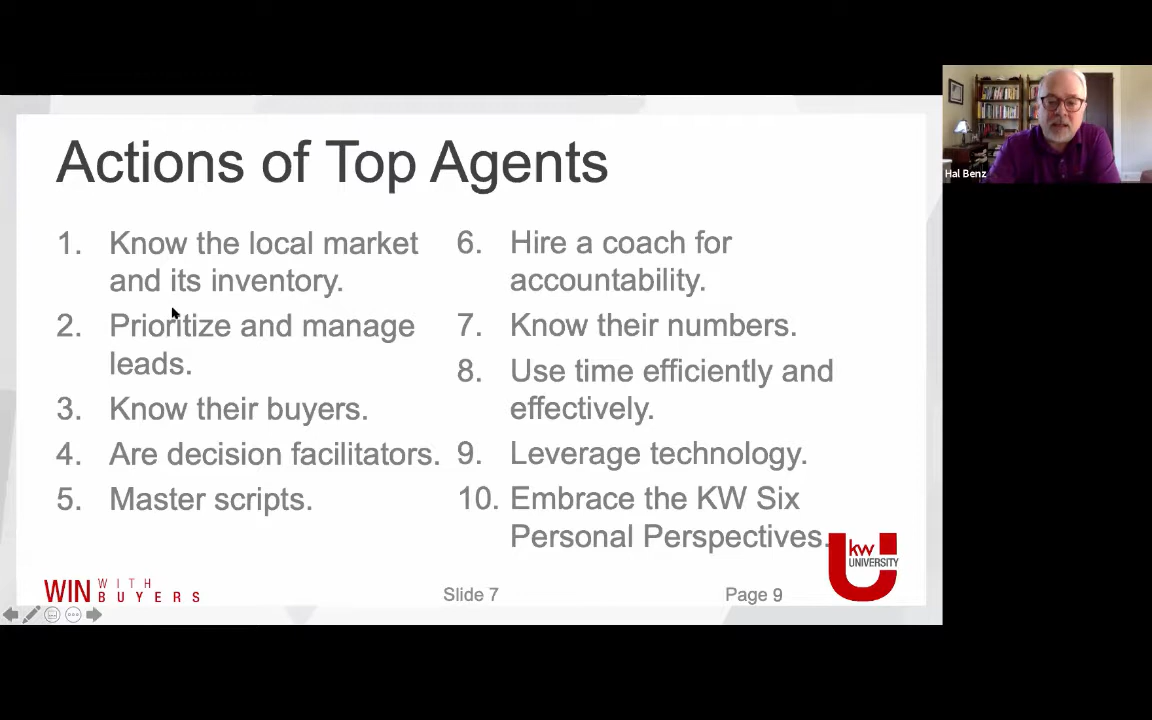 Actions of Top Agents
1. Know the local market
and its inventory.
2. Prioritize and manage
leads.
3. Know their buyers.
4. Are decision facilitators.
5. Master scripts.
6. Hire a coach for
accountability.
7. Know their numbers.
8. Use time efficiently and
effectively.
9. Leverage technology.
10. Embrace the KW Six
Personal Perspectives.
WIN WITH BUYERS
Slide 7
Page 9
kw
UNIVERSITY
Hal Benz